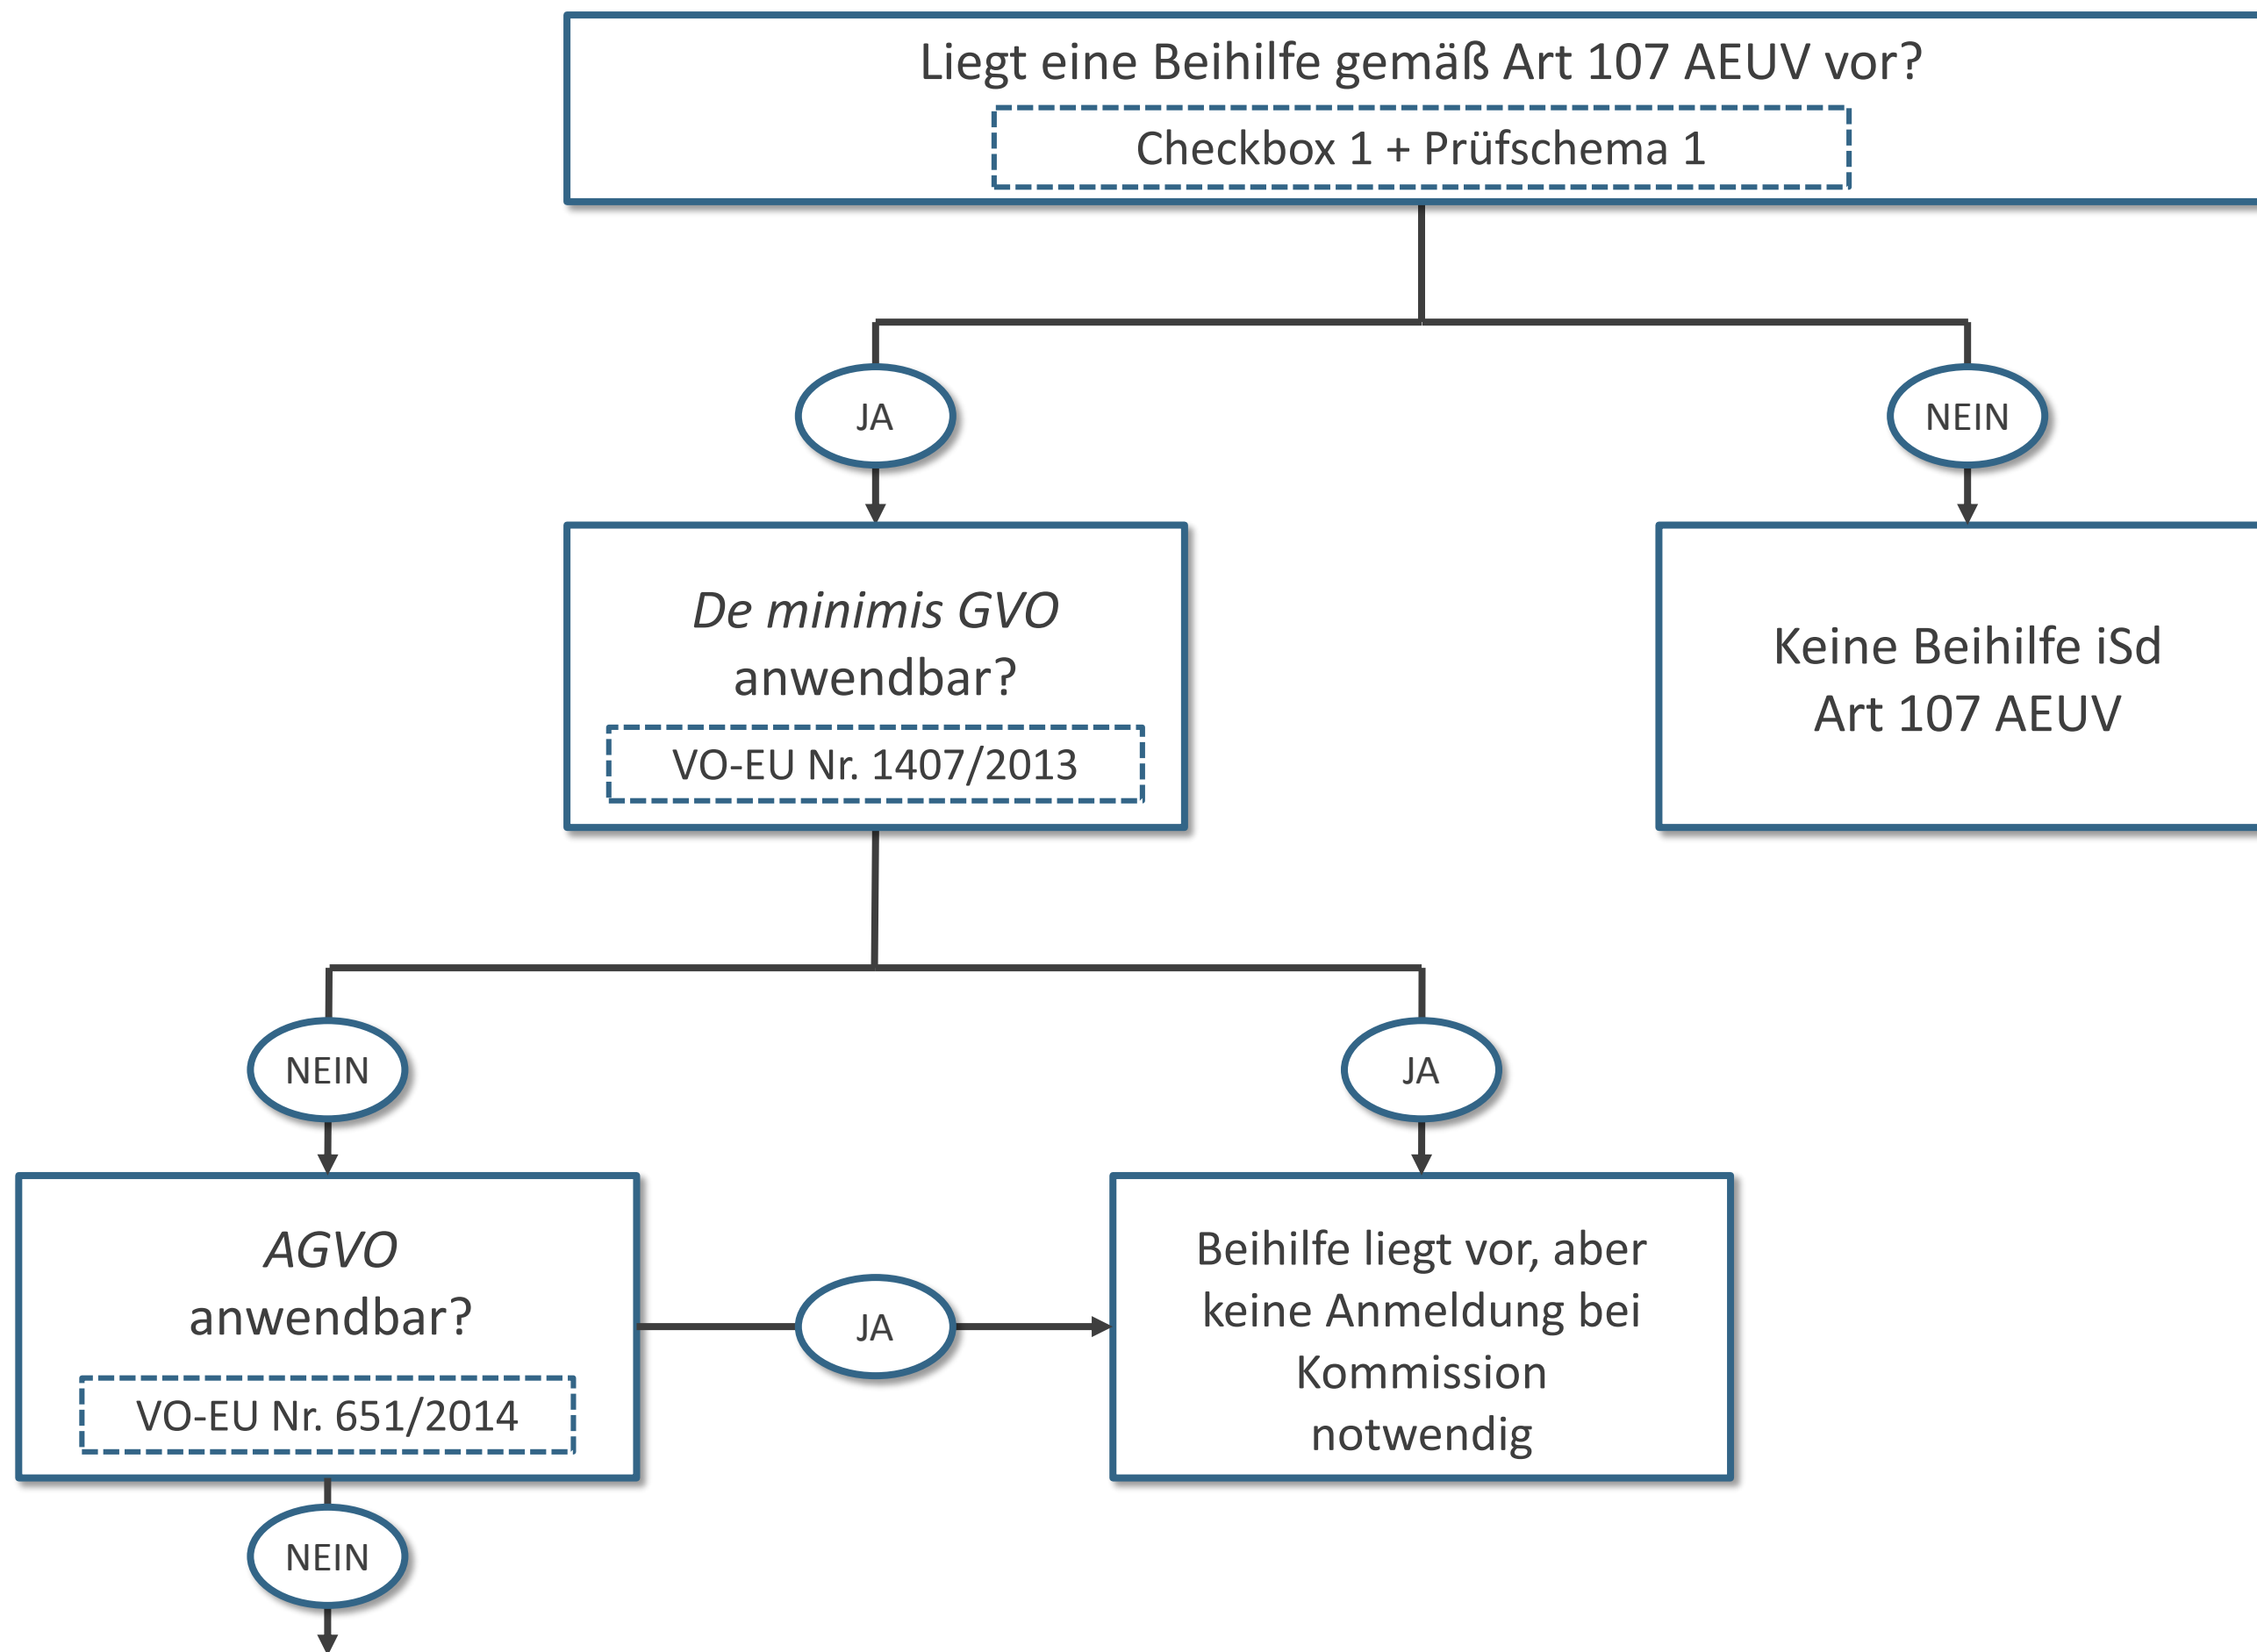 Liegt eine Beihilfe gemäß Art 107 AEUV vor?
Checkbox 1 + Prüfschema 1
JA
NEIN
De minimis GVO
anwendbar?
VO-EU Nr. 1407/2013
Keine Beihilfe iSd
Art 107 AEUV
NEIN
JA
AGVO
anwendbar?
VO-EU Nr. 651/2014
JA
Beihilfe liegt vor, aber
keine Anmeldung bei
Kommission
notwendig
NEIN